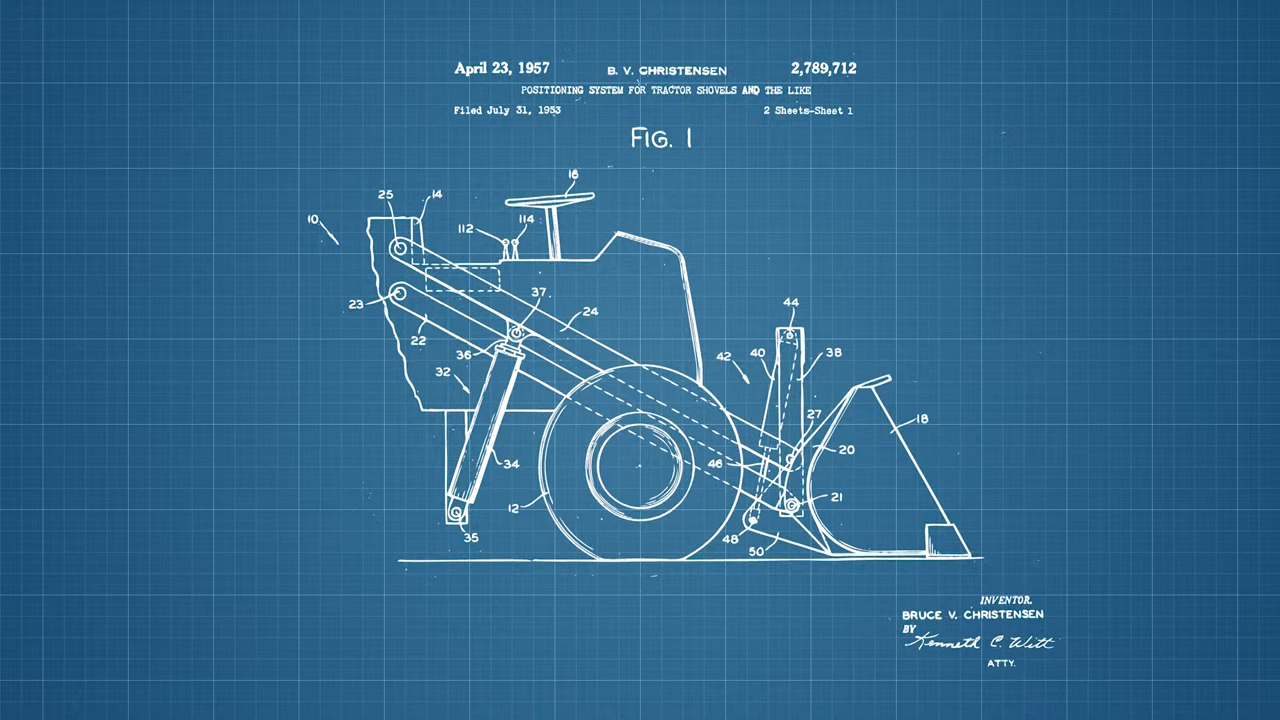 April 23, 1957 B. V. CHRISTENSEN 2,789,712
POSITIONING SYSTEM FOR TRACTOR SHOVELS AND THE LIKE
Filed July 31, 1953 2 Sheets-Sheet 1
FIG. 1
16
25 14
10 112 114
23 37 24
22 44
36 42 40 38
32
27
18
20
34 46
12 21
35 48
50
INVENTOR.
BRUCE V. CHRISTENSEN
BY
Kenneth C. Witt
ATTY.